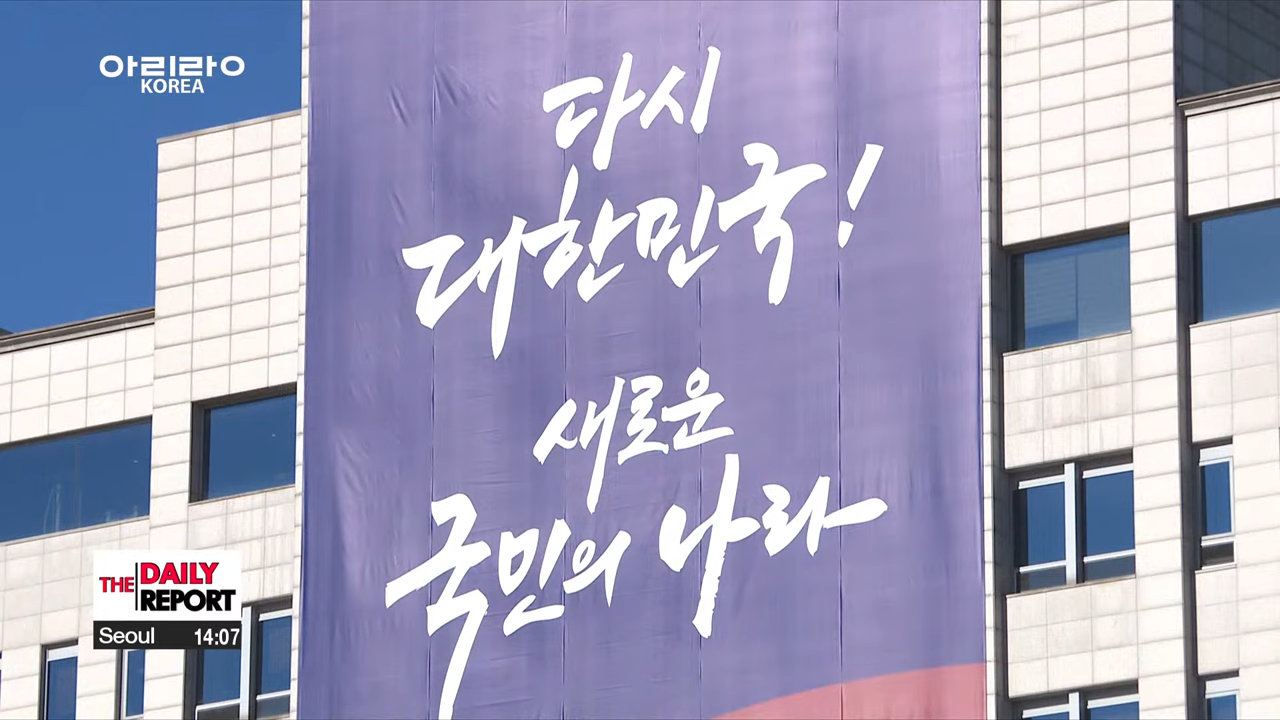 아리랑
KOREA
다시
대한민국!
새로운
국민의 나라
THE DAILY
REPORT
Seoul 14:07